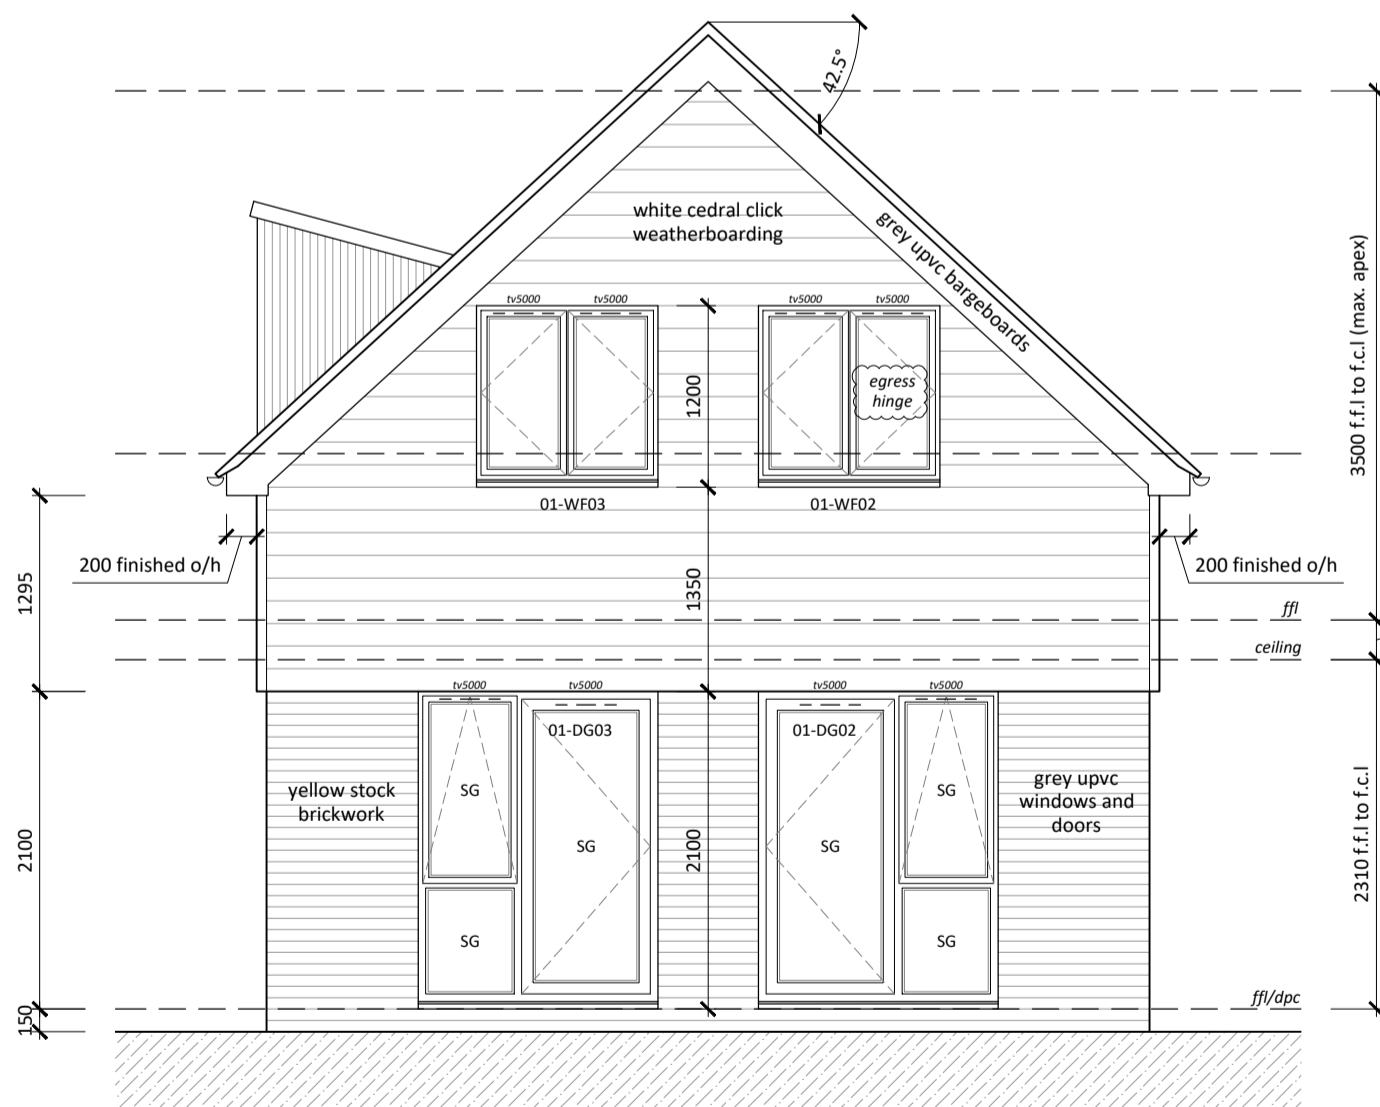 42.5°
white cedral click
weatherboarding
grey upvc bargeboards
3500 f.f.l to f.c.l (max. apex)
tv5000
tv5000
tv5000
tv5000
1200
egress
hinge
01-WF03
01-WF02
200 finished o/h
200 finished o/h
1295
1350
ffl
ceiling
tv5000
tv5000
tv5000
tv5000
01-DG03
01-DG02
yellow stock
brickwork
SG
SG
grey upvc
windows and
doors
2100
SG
2100
SG
2310 f.f.l to f.c.l
SG
SG
ffl/dpc
150